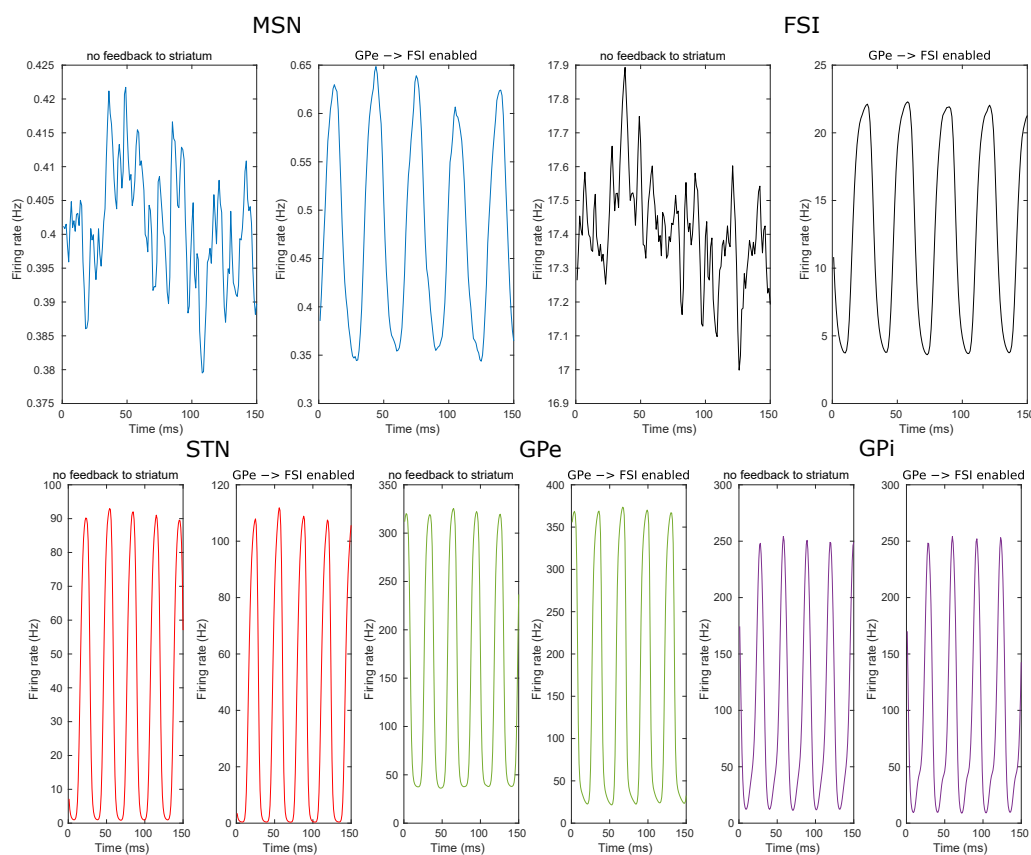 MSN
FSI
no feedback to striatum
GPe −> FSI enabled
no feedback to striatum
GPe −> FSI enabled
0.425
0.42
0.415
0.41
0.405
0.4
0.395
0.39
0.385
0.38
0.375
Firing rate (Hz)
0 50 100 150
Time (ms)
0.65
0.6
0.55
0.5
0.45
0.4
0.35
0.3
Firing rate (Hz)
0 50 100 150
Time (ms)
17.9
17.8
17.7
17.6
17.5
17.4
17.3
17.2
17.1
17
16.9
Firing rate (Hz)
0 50 100 150
Time (ms)
25
20
15
10
5
0
Firing rate (Hz)
0 50 100 150
Time (ms)
STN
GPe
GPi
no feedback to striatum
GPe −> FSI enabled
no feedback to striatum
GPe −> FSI enabled
no feedback to striatum
GPe −> FSI enabled
100
90
80
70
60
50
40
30
20
10
0
Firing rate (Hz)
0 50 100 150
Time (ms)
120
100
80
60
40
20
0
Firing rate (Hz)
0 50 100 150
Time (ms)
350
300
250
200
150
100
50
0
Firing rate (Hz)
0 50 100 150
Time (ms)
400
350
300
250
200
150
100
50
0
Firing rate (Hz)
0 50 100 150
Time (ms)
300
250
200
150
100
50
0
Firing rate (Hz)
0 50 100 150
Time (ms)
300
250
200
150
100
50
0
Firing rate (Hz)
0 50 100 150
Time (ms)